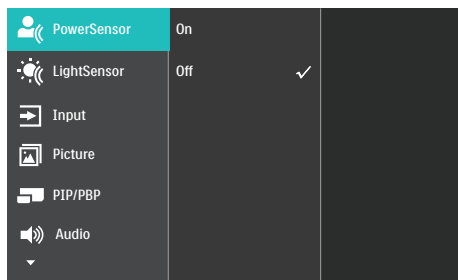 PowerSensor
On
LightSensor
Off
Input
Picture
PIP/PBP
Audio